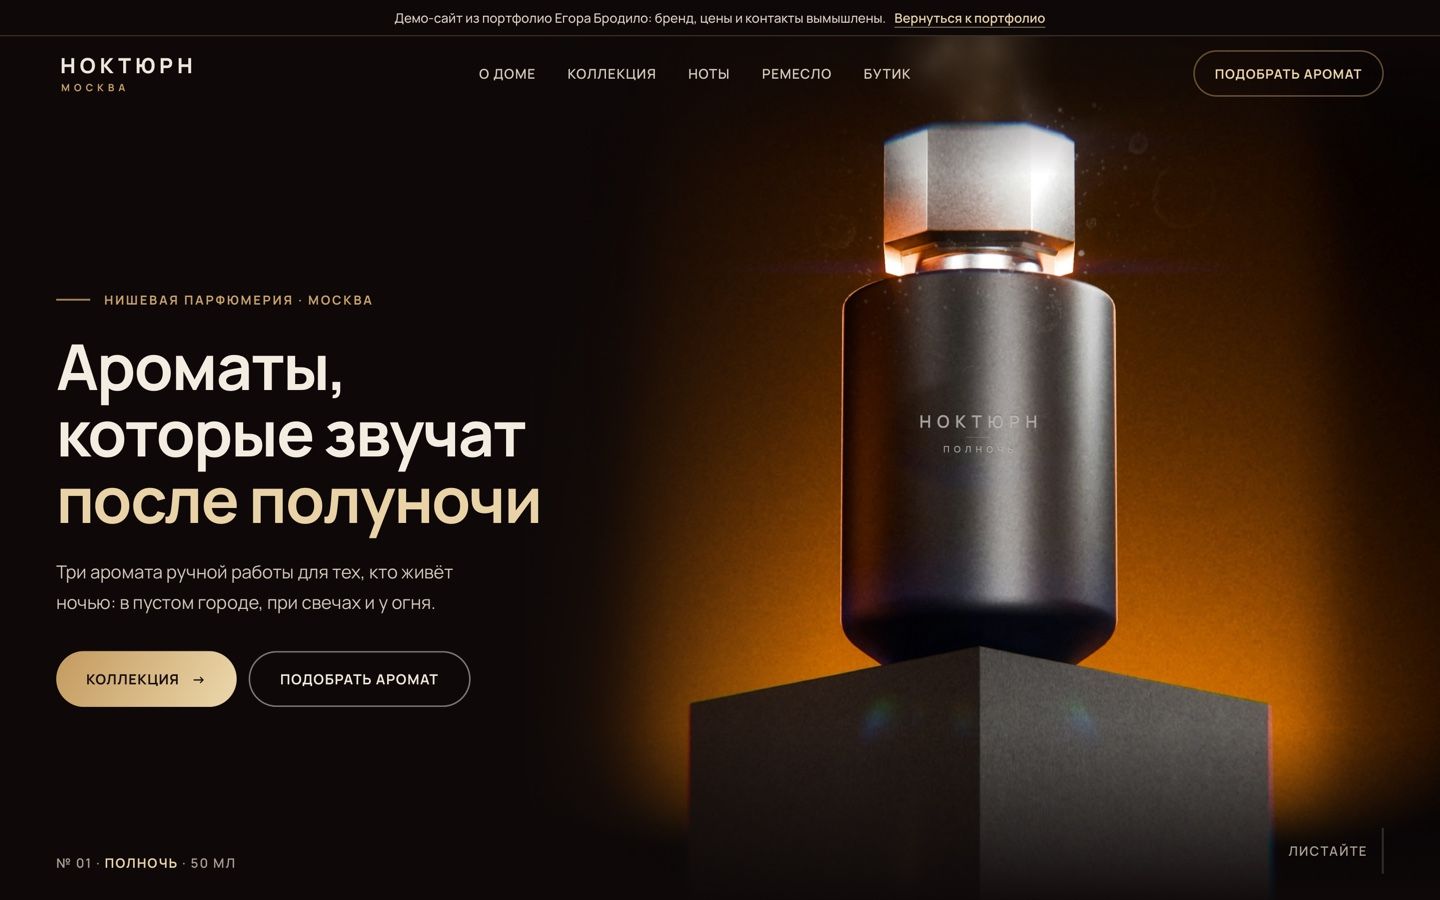 Демо-сайт из портфолио Егора Бродило: бренд, цены и контакты вымышлены. Вернуться к портфолио
НОКТЮРН
МОСКВА
О ДОМЕ
КОЛЛЕКЦИЯ
НОТЫ
РЕМЕСЛО
БУТИК
ПОДОБРАТЬ АРОМАТ
НИШЕВАЯ ПАРФЮМЕРИЯ · МОСКВА
Ароматы,
которые звучат
после полуночи
Три аромата ручной работы для тех, кто живёт
ночью: в пустом городе, при свечах и у огня.
КОЛЛЕКЦИЯ →
ПОДОБРАТЬ АРОМАТ
НОКТЮРН
ПОЛНОЧЬ
№ 01 · ПОЛНОЧЬ · 50 МЛ
ЛИСТАЙТЕ